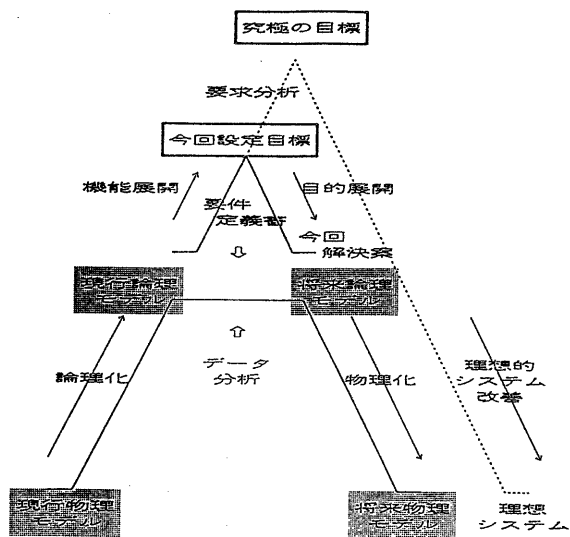 究極の目標
要求分析
今回設定目標
機能展開
目的展開
要件
定義書
今回
解決案
現行論理
モデル
将来論理
モデル
データ
分析
論理化
物理化
理想的
システム
改善
現行物理
モデル
将来物理
モデル
理想
システム